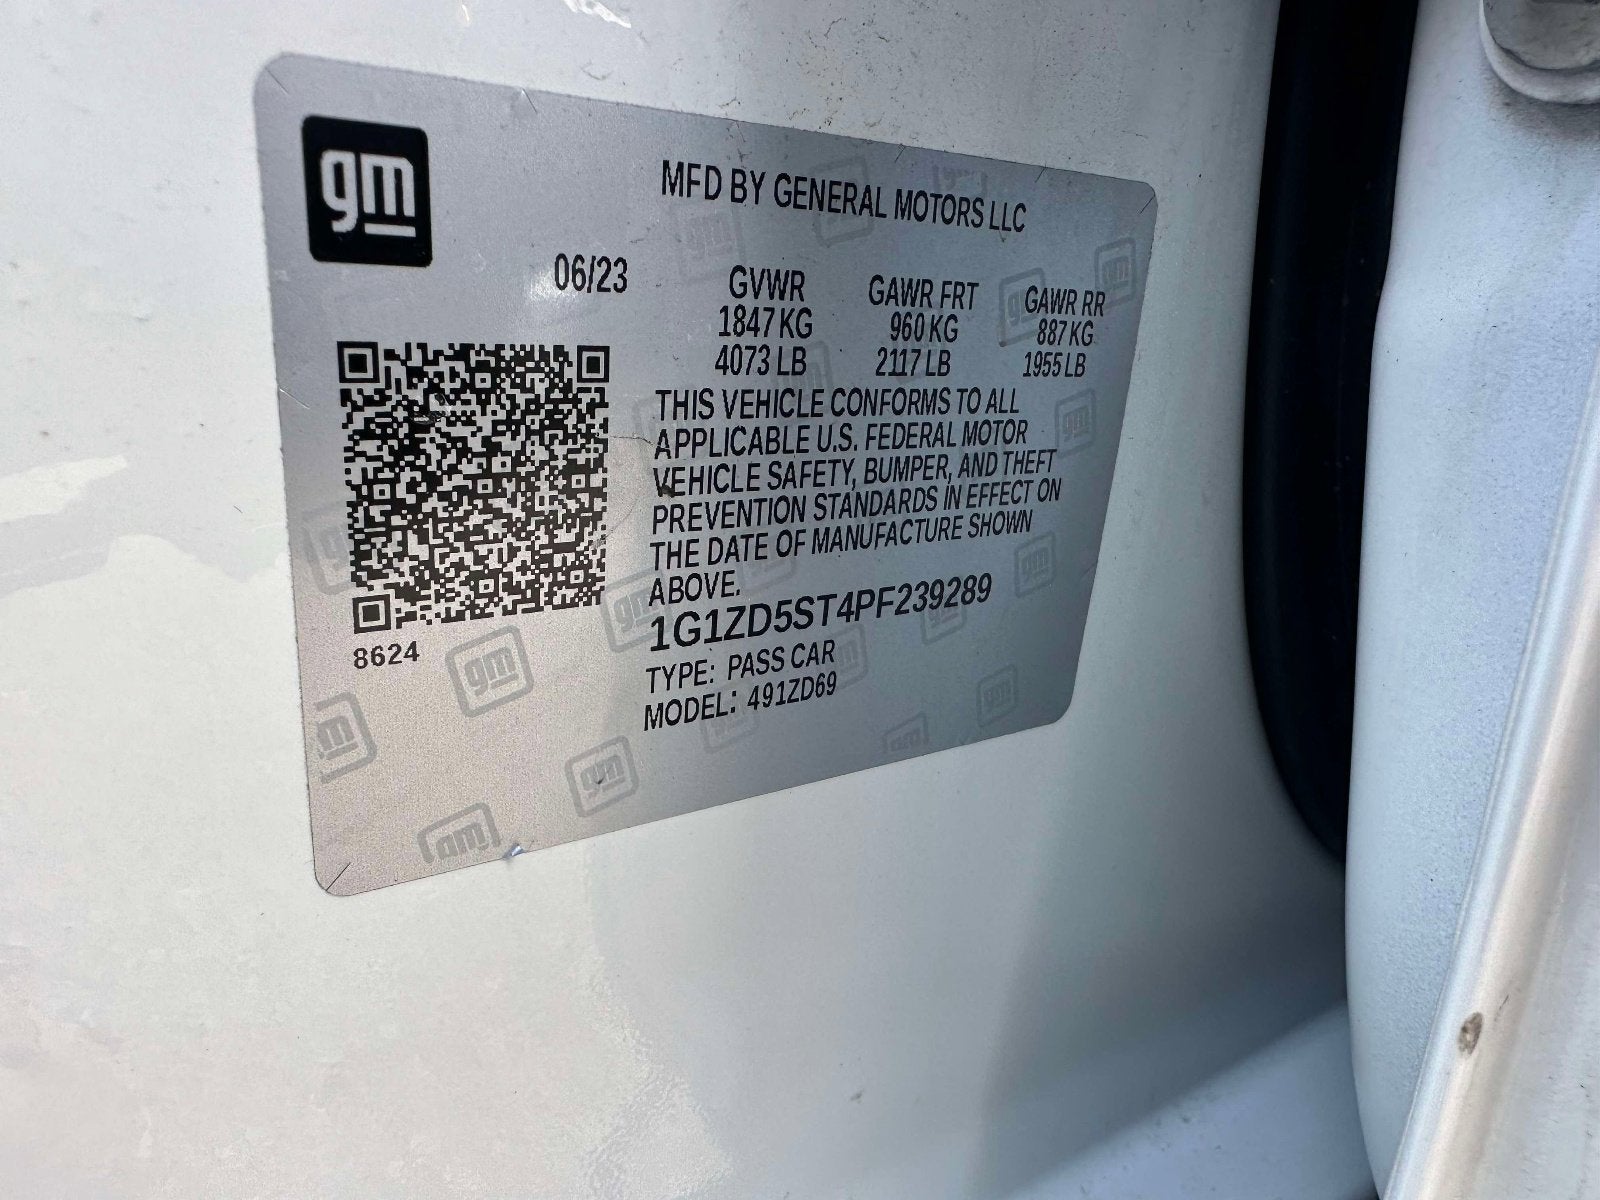 gm
MFD BY GENERAL MOTORS LLC
06/23
GVWR GAWR FRT GAWR RR
1847 KG 960 KG 887 KG
4073 LB 2117 LB 1955 LB
THIS VEHICLE CONFORMS TO ALL
APPLICABLE U.S. FEDERAL MOTOR
VEHICLE SAFETY, BUMPER, AND THEFT
PREVENTION STANDARDS IN EFFECT ON
THE DATE OF MANUFACTURE SHOWN
ABOVE.
1G1ZD5ST4PF239289
TYPE: PASS CAR
MODEL: 491ZD69
8624